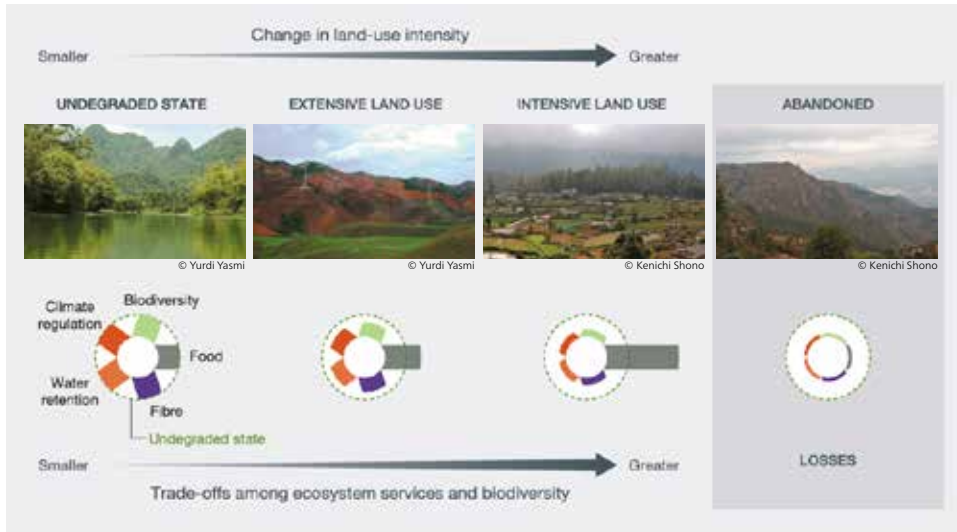 Change in land-use intensity
Smaller
Greater
UNDEGRADED STATE
EXTENSIVE LAND USE
INTENSIVE LAND USE
ABANDONED
© Yurdi Yasmi
© Yurdi Yasmi
© Kenichi Shono
© Kenichi Shono
Climate
regulation
Biodiversity
Food
Water
retention
Fibre
Undegraded state
Smaller
Greater
LOSSES
Trade-offs among ecosystem services and biodiversity